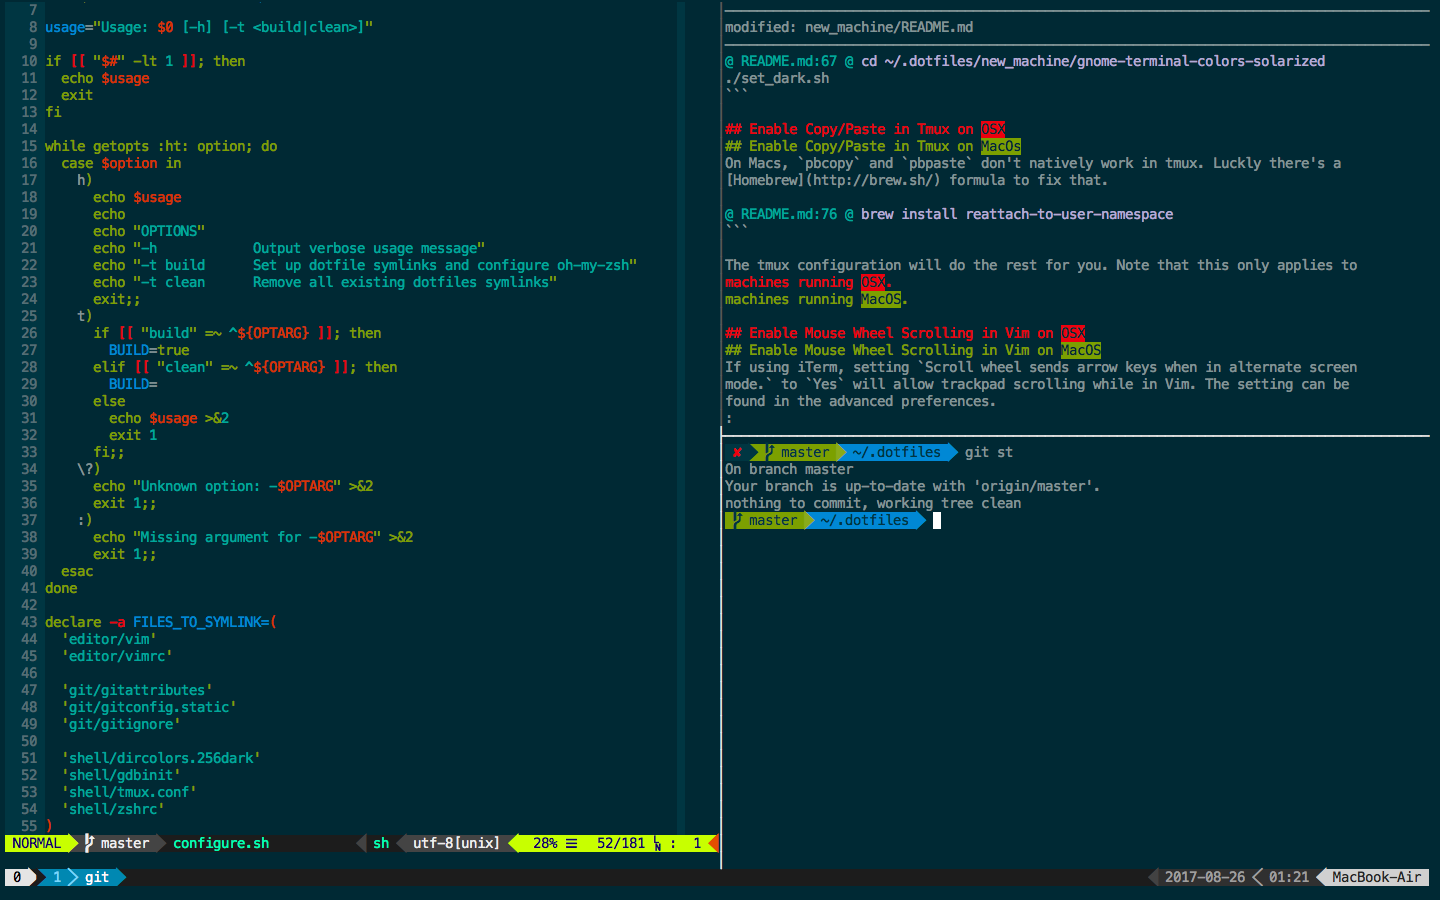 7
8 usage="Usage: $0 [-h] [-t <build|clean>]"
9
10 if [[ "$#" -lt 1 ]]; then
11   echo $usage
12   exit
13 fi
14
15 while getopts :ht: option; do
16   case $option in
17     h)
18       echo $usage
19       echo
20       echo "OPTIONS"
21       echo "-h            Output verbose usage message"
22       echo "-t build      Set up dotfile symlinks and configure oh-my-zsh"
23       echo "-t clean      Remove all existing dotfiles symlinks"
24       exit;;
25     t)
26       if [[ "build" =~ ^${OPTARG} ]]; then
27         BUILD=true
28       elif [[ "clean" =~ ^${OPTARG} ]]; then
29         BUILD=
30       else
31         echo $usage >&2
32         exit 1
33       fi;;
34     \?)
35       echo "Unknown option: -$OPTARG" >&2
36       exit 1;;
37     :)
38       echo "Missing argument for -$OPTARG" >&2
39       exit 1;;
40   esac
41 done
42
43 declare -a FILES_TO_SYMLINK=(
44   'editor/vim'
45   'editor/vimrc'
46
47   'git/gitattributes'
48   'git/gitconfig.static'
49   'git/gitignore'
50
51   'shell/dircolors.256dark'
52   'shell/gdbinit'
53   'shell/tmux.conf'
54   'shell/zshrc'
55 )
NORMAL master configure.sh sh utf-8[unix] 28% ☰ 52/181 : 1
modified: new_machine/README.md
@ README.md:67 @ cd ~/.dotfiles/new_machine/gnome-terminal-colors-solarized
./set_dark.sh
```
## Enable Copy/Paste in Tmux on OSX
## Enable Copy/Paste in Tmux on MacOs
On Macs, `pbcopy` and `pbpaste` don't natively work in tmux. Luckly there's a
[Homebrew](http://brew.sh/) formula to fix that.
@ README.md:76 @ brew install reattach-to-user-namespace
```
The tmux configuration will do the rest for you. Note that this only applies to
machines running OSX.
machines running MacOS.
## Enable Mouse Wheel Scrolling in Vim on OSX
## Enable Mouse Wheel Scrolling in Vim on MacOS
If using iTerm, setting `Scroll wheel sends arrow keys when in alternate screen
mode.` to `Yes` will allow trackpad scrolling while in Vim. The setting can be
found in the advanced preferences.
:
✘ master ~/.dotfiles git st
On branch master
Your branch is up-to-date with 'origin/master'.
nothing to commit, working tree clean
master ~/.dotfiles
0 1 git 2017-08-26 01:21 MacBook-Air